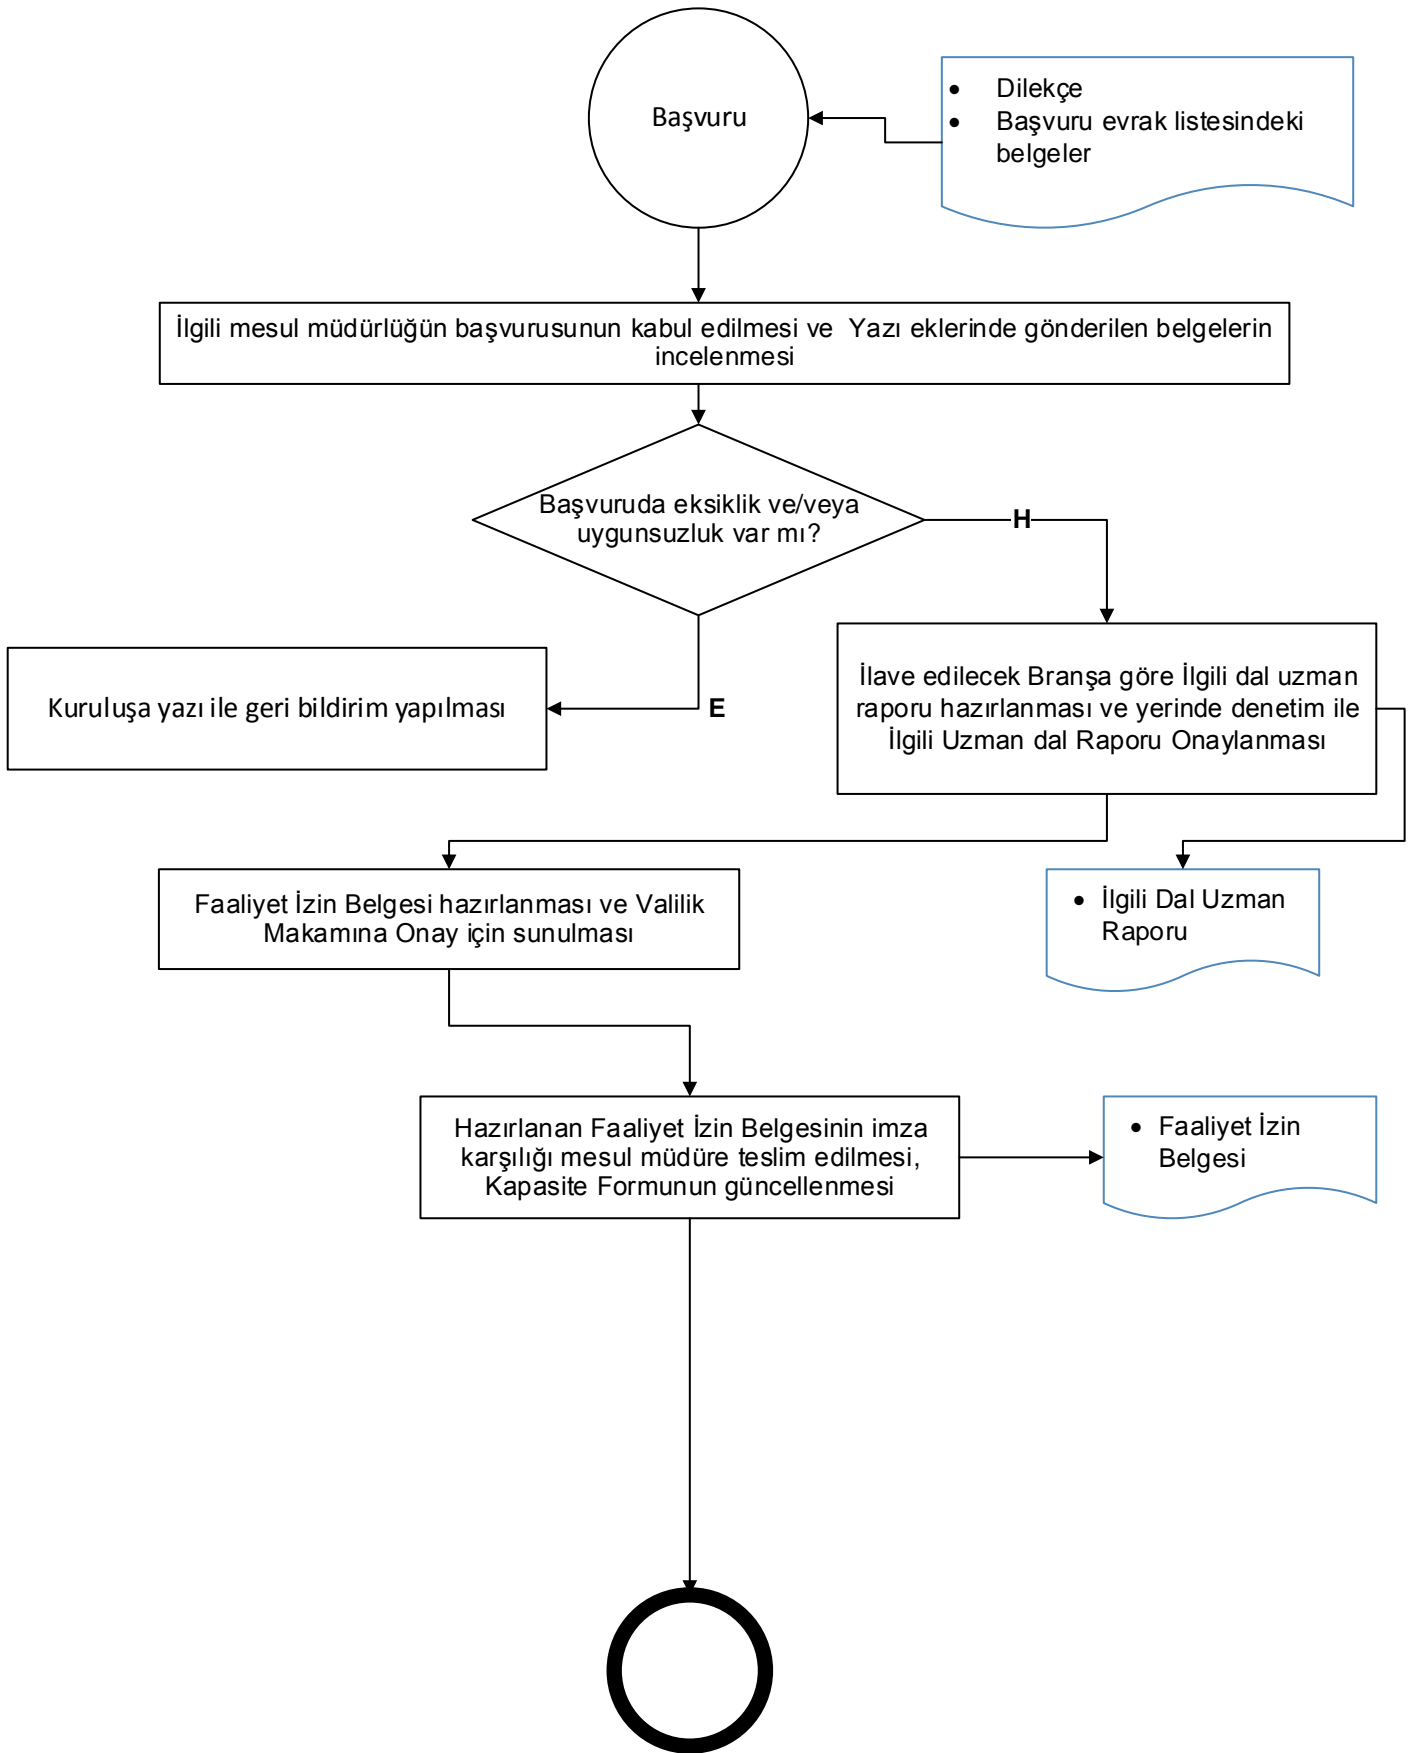 Başvuru
• Dilekçe
• Başvuru evrak listesindeki
belgeler
İlgili mesul müdürlüğün başvurusunun kabul edilmesi ve  Yazı eklerinde gönderilen belgelerin
incelenmesi
Başvuruda eksiklik ve/veya
uygunsuzluk var mı?
H
E
Kuruluşa yazı ile geri bildirim yapılması
İlave edilecek Branşa göre İlgili dal uzman
raporu hazırlanması ve yerinde denetim ile
İlgili Uzman dal Raporu Onaylanması
Faaliyet İzin Belgesi hazırlanması ve Valilik
Makamına Onay için sunulması
• İlgili Dal Uzman
Raporu
Hazırlanan Faaliyet İzin Belgesinin imza
karşılığı mesul müdüre teslim edilmesi,
Kapasite Formunun güncellenmesi
• Faaliyet İzin
Belgesi